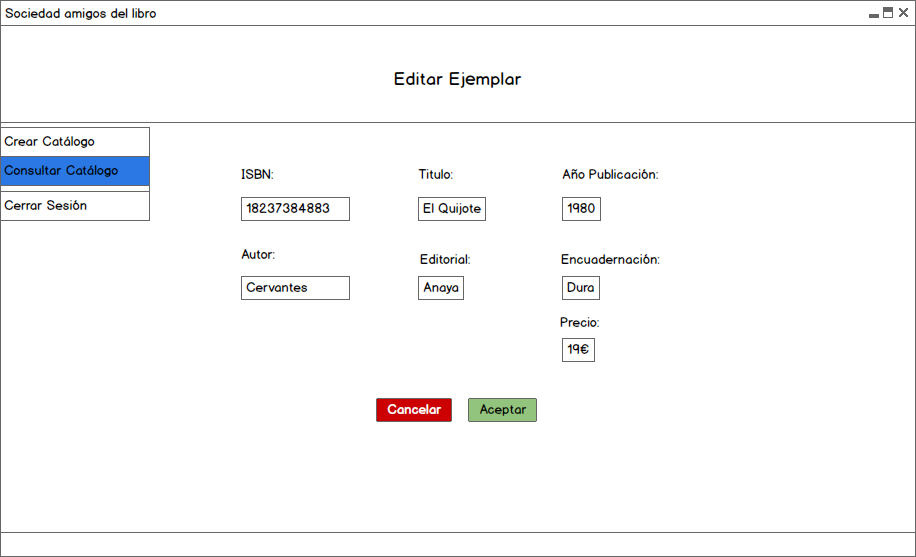 Sociedad amigos del libro
Editar Ejemplar
Crear Catálogo
Consultar Catálogo
Cerrar Sesión
ISBN: Titulo: Año Publicación:
18237384883 El Quijote 1980
Autor: Editorial: Encuadernación:
Cervantes Anaya Dura
Precio:
19€
Cancelar Aceptar